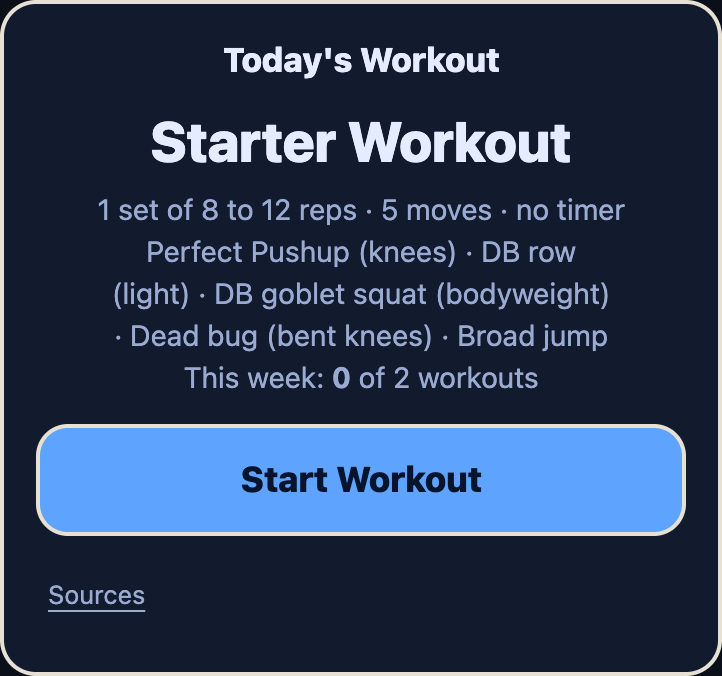 Today's Workout
Starter Workout
1 set of 8 to 12 reps · 5 moves · no timer
Perfect Pushup (knees) · DB row
(light) · DB goblet squat (bodyweight)
· Dead bug (bent knees) · Broad jump
This week: 0 of 2 workouts
Start Workout
Sources